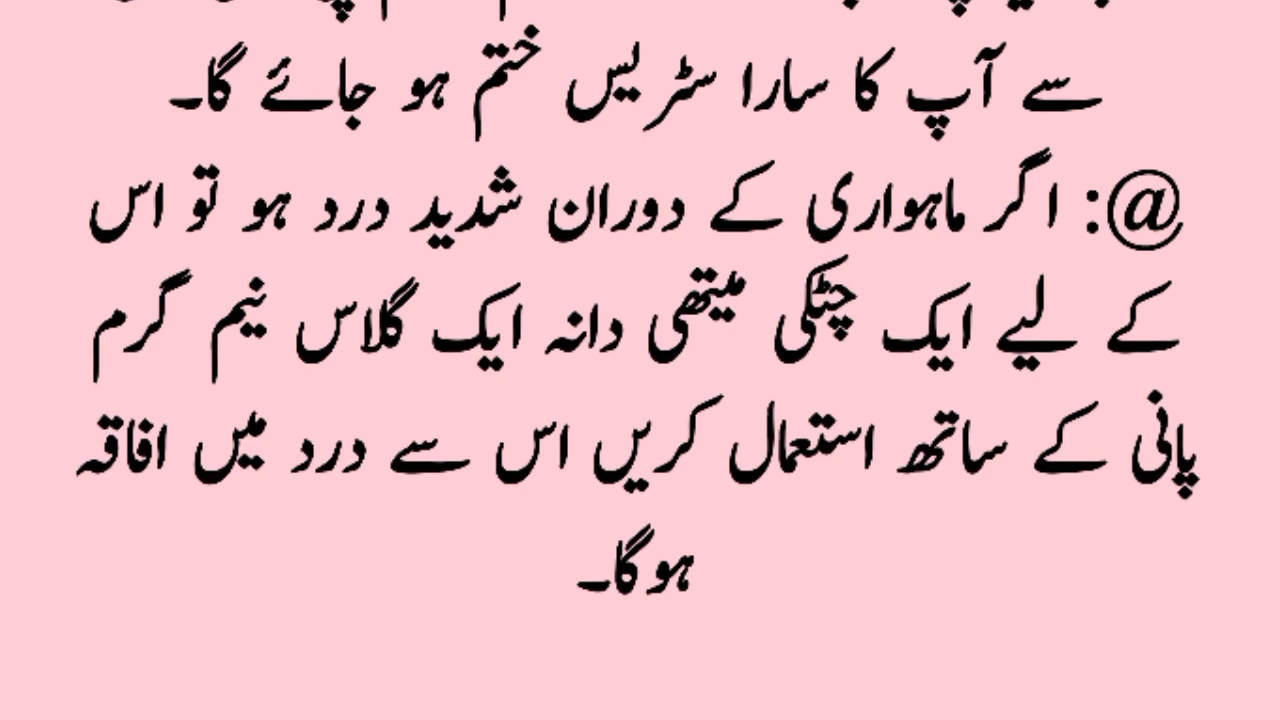 سے آپ کا سارا سٹریس ختم ہو جائے گا۔
@: اگر ماہواری کے دوران شدید درد ہو تو اس
کے لیے ایک چٹکی میتھی دانہ ایک گلاس نیم گرم
پانی کے ساتھ استعمال کریں اس سے درد میں افاقہ
ہوگا۔